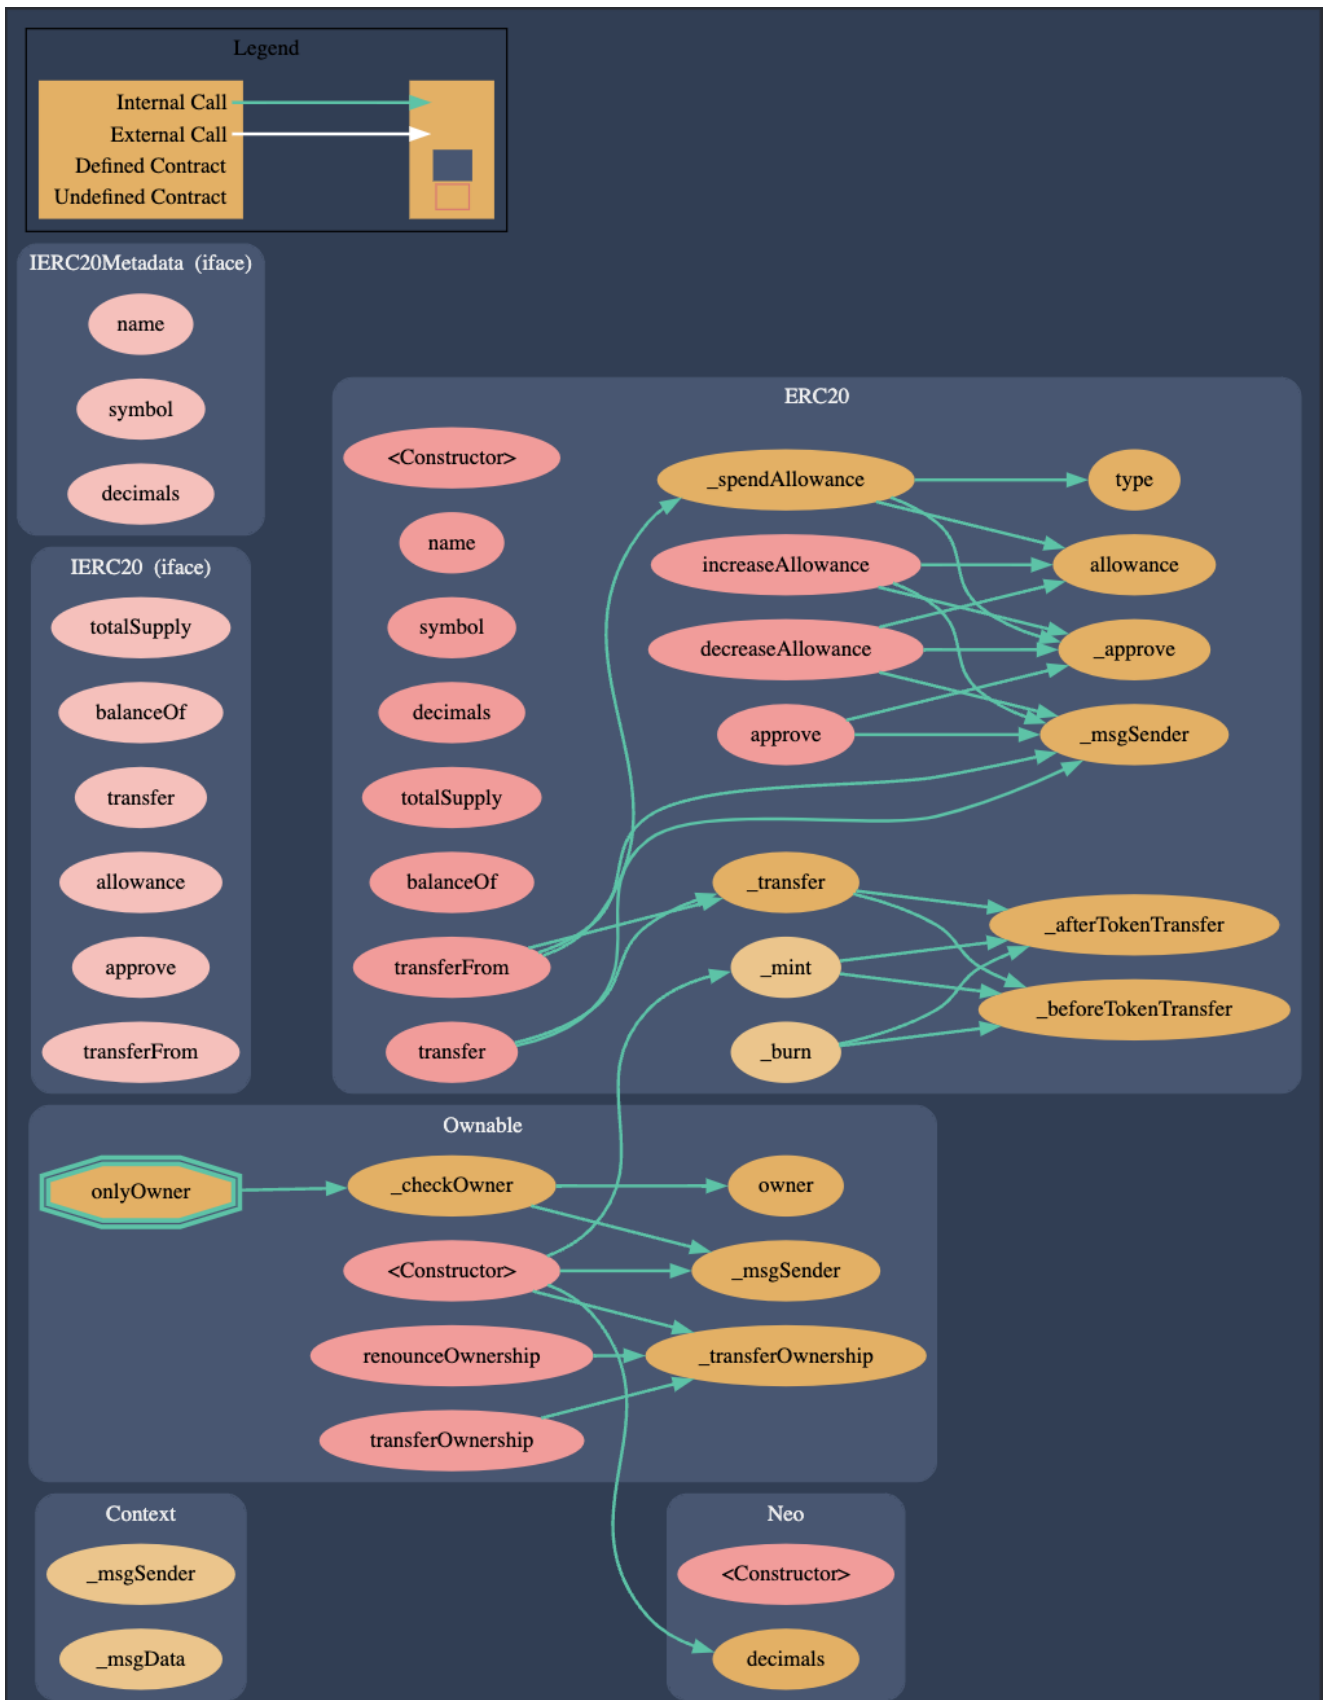 Legend
Internal Call
External Call
Defined Contract
Undefined Contract
IERC20Metadata (iface)
name
symbol
decimals
IERC20 (iface)
totalSupply
balanceOf
transfer
allowance
approve
transferFrom
ERC20
<Constructor>
name
symbol
decimals
totalSupply
balanceOf
transferFrom
transfer
_spendAllowance
increaseAllowance
decreaseAllowance
approve
_transfer
_mint
_burn
type
allowance
_approve
_msgSender
_afterTokenTransfer
_beforeTokenTransfer
Ownable
onlyOwner
_checkOwner
<Constructor>
renounceOwnership
transferOwnership
owner
_msgSender
_transferOwnership
Context
_msgSender
_msgData
Neo
<Constructor>
decimals